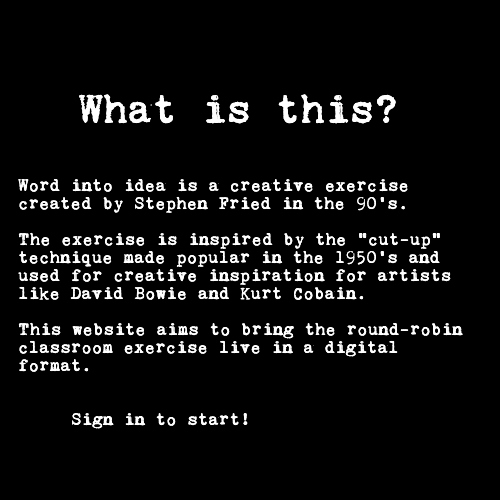 What is this?
Word into idea is a creative exercise
created by Stephen Fried in the 90's.
The exercise is inspired by the "cut-up"
technique made popular in the 1950's and
used for creative inspiration for artists
like David Bowie and Kurt Cobain.
This website aims to bring the round-robin
classroom exercise live in a digital
format.
Sign in to start!